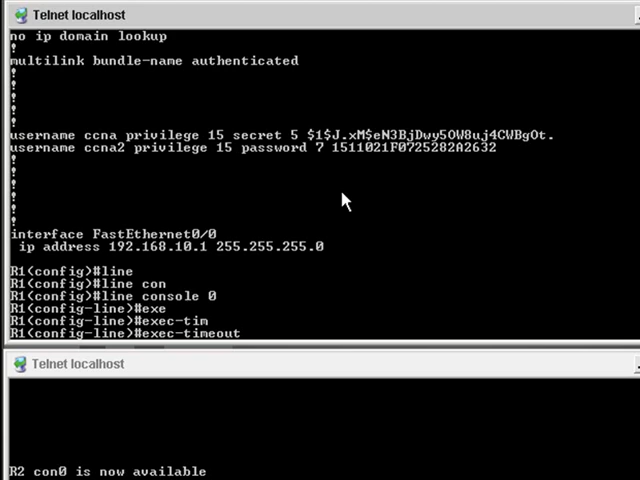 Telnet localhost
no ip domain lookup
!
multilink bundle-name authenticated
!
!
!
!
!
username ccna privilege 15 secret 5 $1$J.xM$eN3BjDwy5OW8uj4CWBgOt.
username ccna2 privilege 15 password 7 1511021F0725282A2632
!
!
!
!
!
!
interface FastEthernet0/0
 ip address 192.168.10.1 255.255.255.0
R1(config)#line
R1(config)#line con
R1(config)#line console 0
R1(config-line)#exe
R1(config-line)#exec-tim
R1(config-line)#exec-timeout
Telnet localhost
R2 con0 is now available